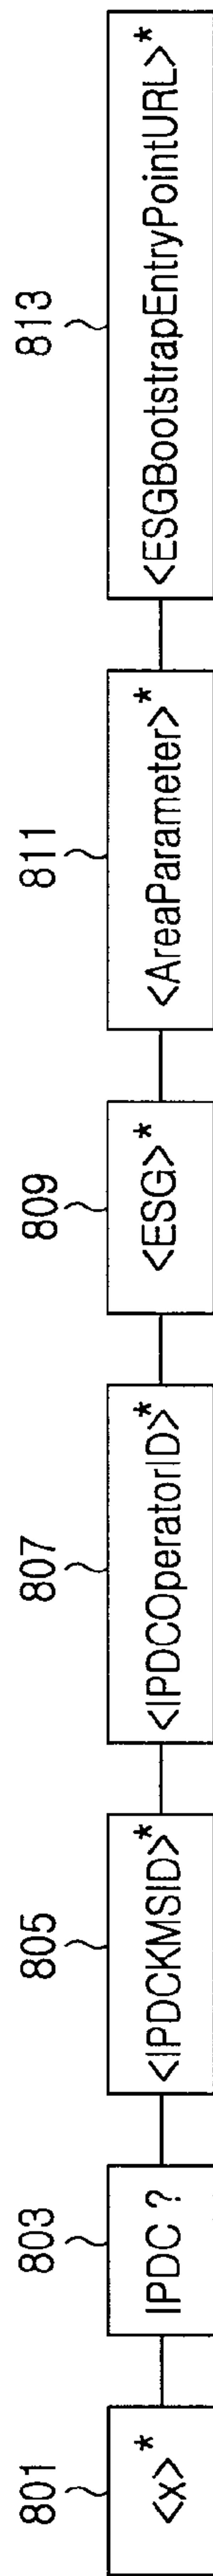 801
<x>*
803
IPDC ?
805
<IPDCKMSID>*
807
<IPDCOperatorID>*
809
<ESG>*
811
<AreaParameter>*
813
<ESGBootstrapEntryPointURL>*